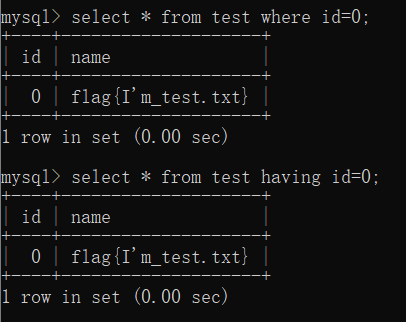 mysql> select * from test where id=0;
+----+--------------------+
| id | name               |
+----+--------------------+
|  0 | flag{I'm_test.txt} |
+----+--------------------+
1 row in set (0.00 sec)
mysql> select * from test having id=0;
+----+--------------------+
| id | name               |
+----+--------------------+
|  0 | flag{I'm_test.txt} |
+----+--------------------+
1 row in set (0.00 sec)